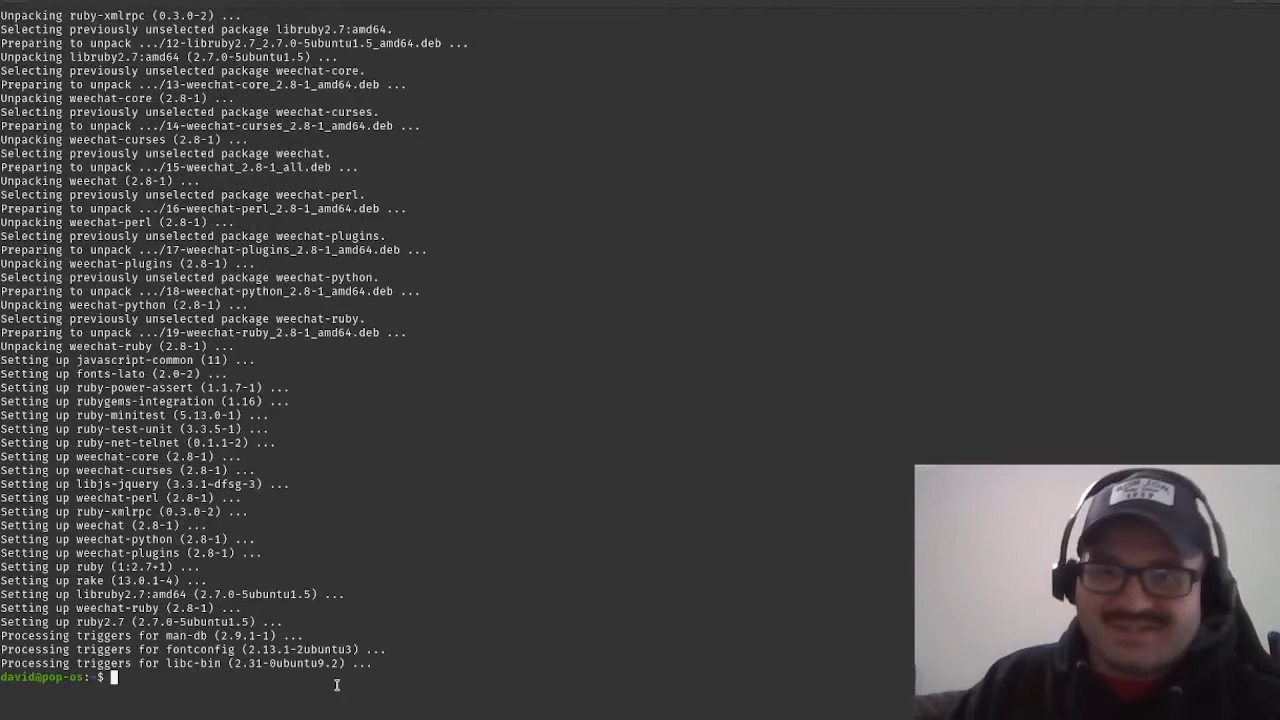 Unpacking ruby-xmlrpc (0.3.0-2) ...
Selecting previously unselected package libruby2.7:amd64.
Preparing to unpack .../12-libruby2.7_2.7.0-5ubuntu1.5_amd64.deb ...
Unpacking libruby2.7:amd64 (2.7.0-5ubuntu1.5) ...
Selecting previously unselected package weechat-core.
Preparing to unpack .../13-weechat-core_2.8-1_amd64.deb ...
Unpacking weechat-core (2.8-1) ...
Selecting previously unselected package weechat-curses.
Preparing to unpack .../14-weechat-curses_2.8-1_amd64.deb ...
Unpacking weechat-curses (2.8-1) ...
Selecting previously unselected package weechat.
Preparing to unpack .../15-weechat_2.8-1_all.deb ...
Unpacking weechat (2.8-1) ...
Selecting previously unselected package weechat-perl.
Preparing to unpack .../16-weechat-perl_2.8-1_amd64.deb ...
Unpacking weechat-perl (2.8-1) ...
Selecting previously unselected package weechat-plugins.
Preparing to unpack .../17-weechat-plugins_2.8-1_amd64.deb ...
Unpacking weechat-plugins (2.8-1) ...
Selecting previously unselected package weechat-python.
Preparing to unpack .../18-weechat-python_2.8-1_amd64.deb ...
Unpacking weechat-python (2.8-1) ...
Selecting previously unselected package weechat-ruby.
Preparing to unpack .../19-weechat-ruby_2.8-1_amd64.deb ...
Unpacking weechat-ruby (2.8-1) ...
Setting up javascript-common (11) ...
Setting up fonts-lato (2.0-2) ...
Setting up ruby-power-assert (1.1.7-1) ...
Setting up rubygems-integration (1.16) ...
Setting up ruby-minitest (5.13.0-1) ...
Setting up ruby-test-unit (3.3.5-1) ...
Setting up ruby-net-telnet (0.1.1-2) ...
Setting up weechat-core (2.8-1) ...
Setting up weechat-curses (2.8-1) ...
Setting up libjs-jquery (3.3.1~dfsg-3) ...
Setting up weechat-perl (2.8-1) ...
Setting up ruby-xmlrpc (0.3.0-2) ...
Setting up weechat (2.8-1) ...
Setting up weechat-python (2.8-1) ...
Setting up weechat-plugins (2.8-1) ...
Setting up ruby (1:2.7+1) ...
Setting up rake (13.0.1-4) ...
Setting up libruby2.7:amd64 (2.7.0-5ubuntu1.5) ...
Setting up weechat-ruby (2.8-1) ...
Setting up ruby2.7 (2.7.0-5ubuntu1.5) ...
Processing triggers for man-db (2.9.1-1) ...
Processing triggers for fontconfig (2.13.1-2ubuntu3) ...
Processing triggers for libc-bin (2.31-0ubuntu9.2) ...
david@pop-os:~$
RON JON